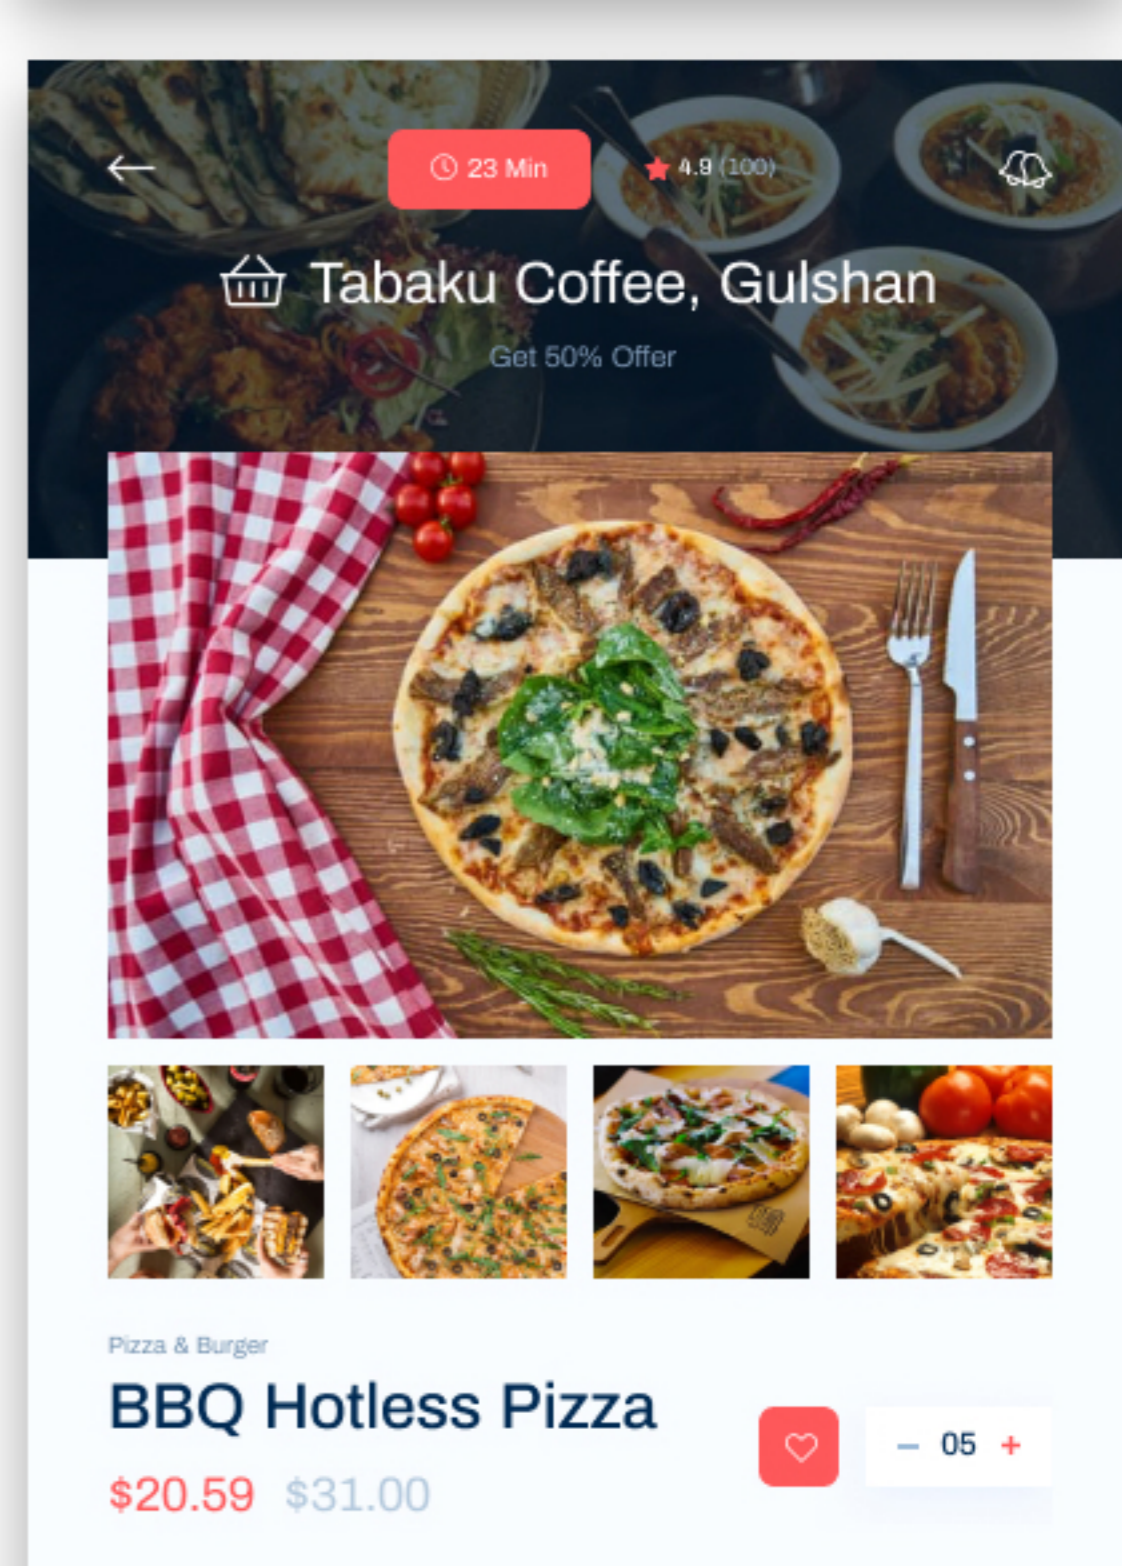 23 Min 4.9 (100)
Tabaku Coffee, Gulshan
Get 50% Offer
Pizza & Burger
BBQ Hotless Pizza
$20.59 $31.00
− 05 +